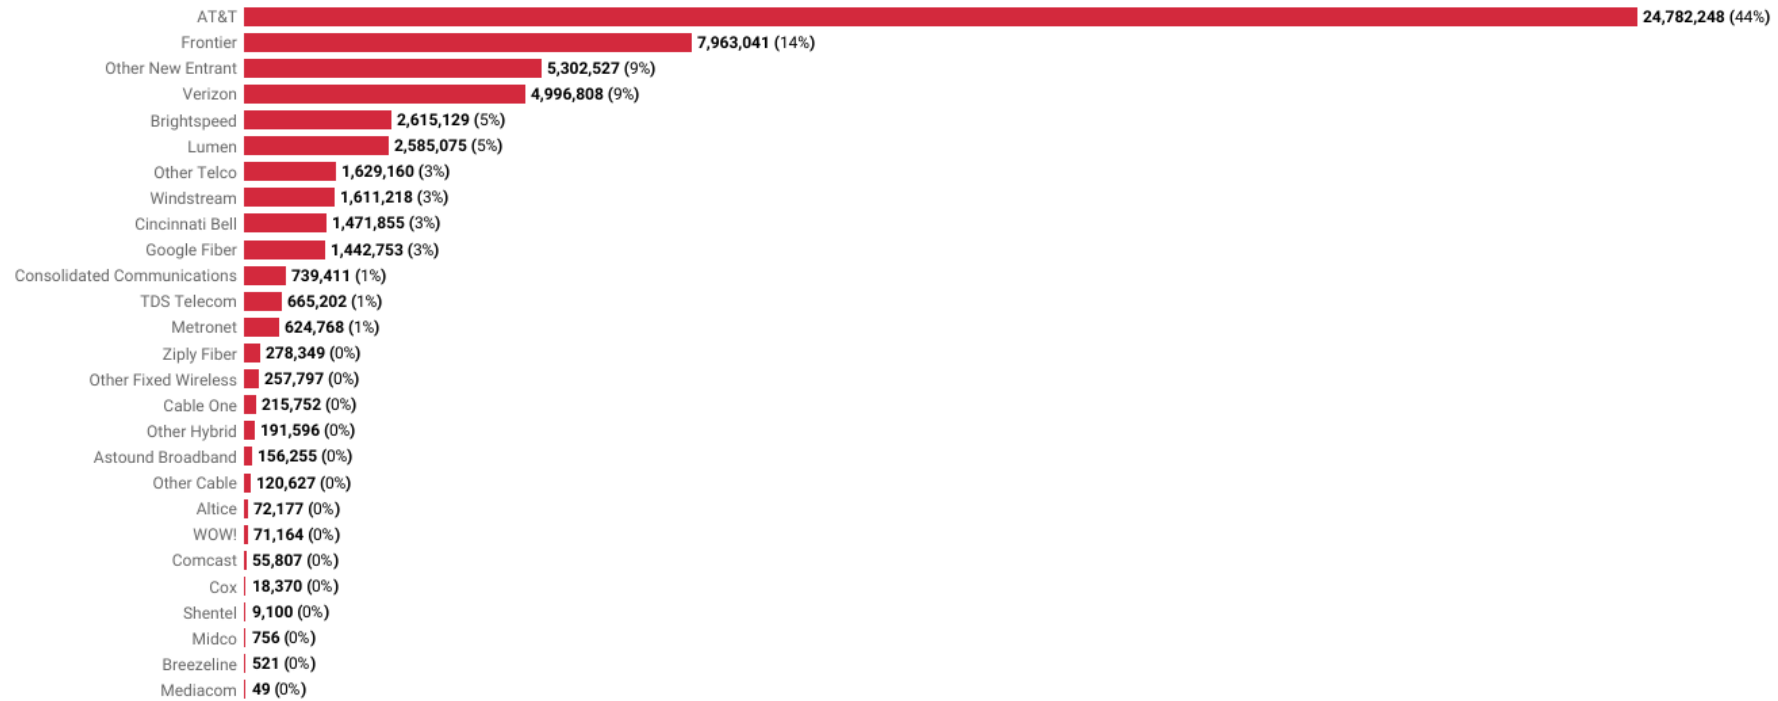 AT&T 24,782,248 (44%)
Frontier 7,963,041 (14%)
Other New Entrant 5,302,527 (9%)
Verizon 4,996,808 (9%)
Brightspeed 2,615,129 (5%)
Lumen 2,585,075 (5%)
Other Telco 1,629,160 (3%)
Windstream 1,611,218 (3%)
Cincinnati Bell 1,471,855 (3%)
Google Fiber 1,442,753 (3%)
Consolidated Communications 739,411 (1%)
TDS Telecom 665,202 (1%)
Metronet 624,768 (1%)
Ziply Fiber 278,349 (0%)
Other Fixed Wireless 257,797 (0%)
Cable One 215,752 (0%)
Other Hybrid 191,596 (0%)
Astound Broadband 156,255 (0%)
Other Cable 120,627 (0%)
Altice 72,177 (0%)
WOW! 71,164 (0%)
Comcast 55,807 (0%)
Cox 18,370 (0%)
Shentel 9,100 (0%)
Midco 756 (0%)
Breezeline 521 (0%)
Mediacom 49 (0%)